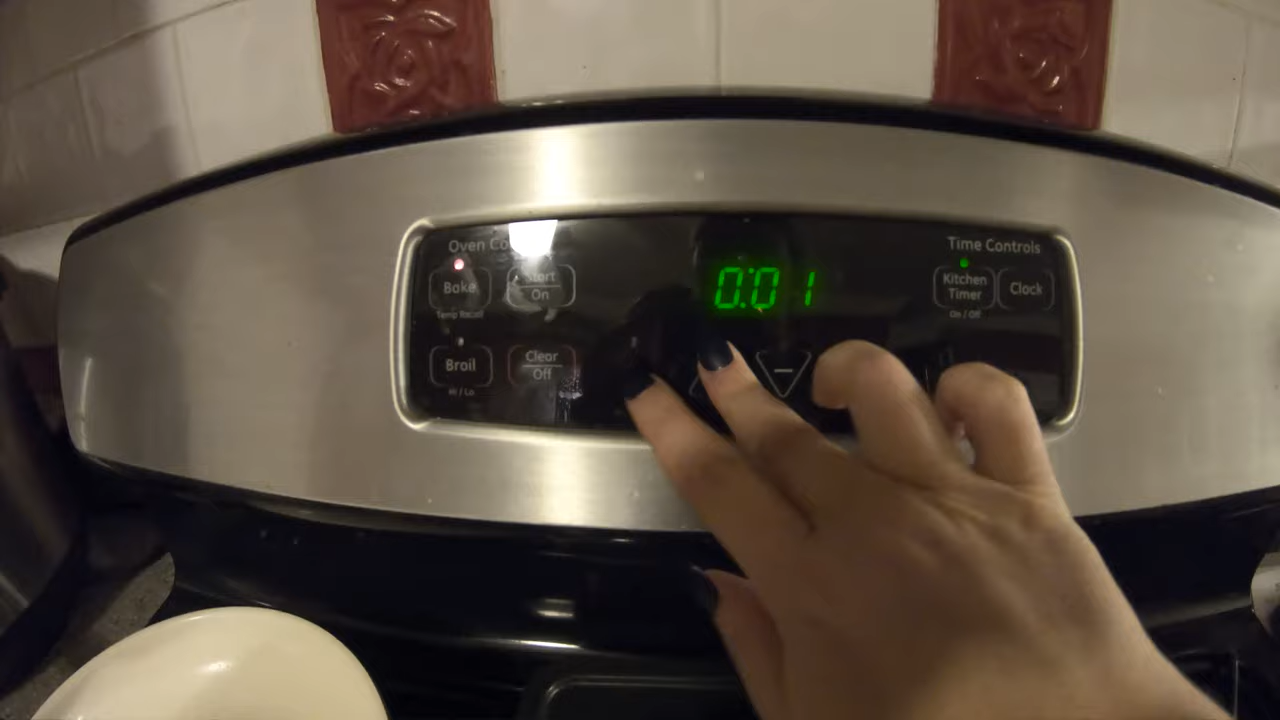 Oven Co
Bake
Temp Recall
Start
On
Broil
Hi / Lo
Clear
Off
0:01
Time Controls
Kitchen
Timer
On / Off
Clock